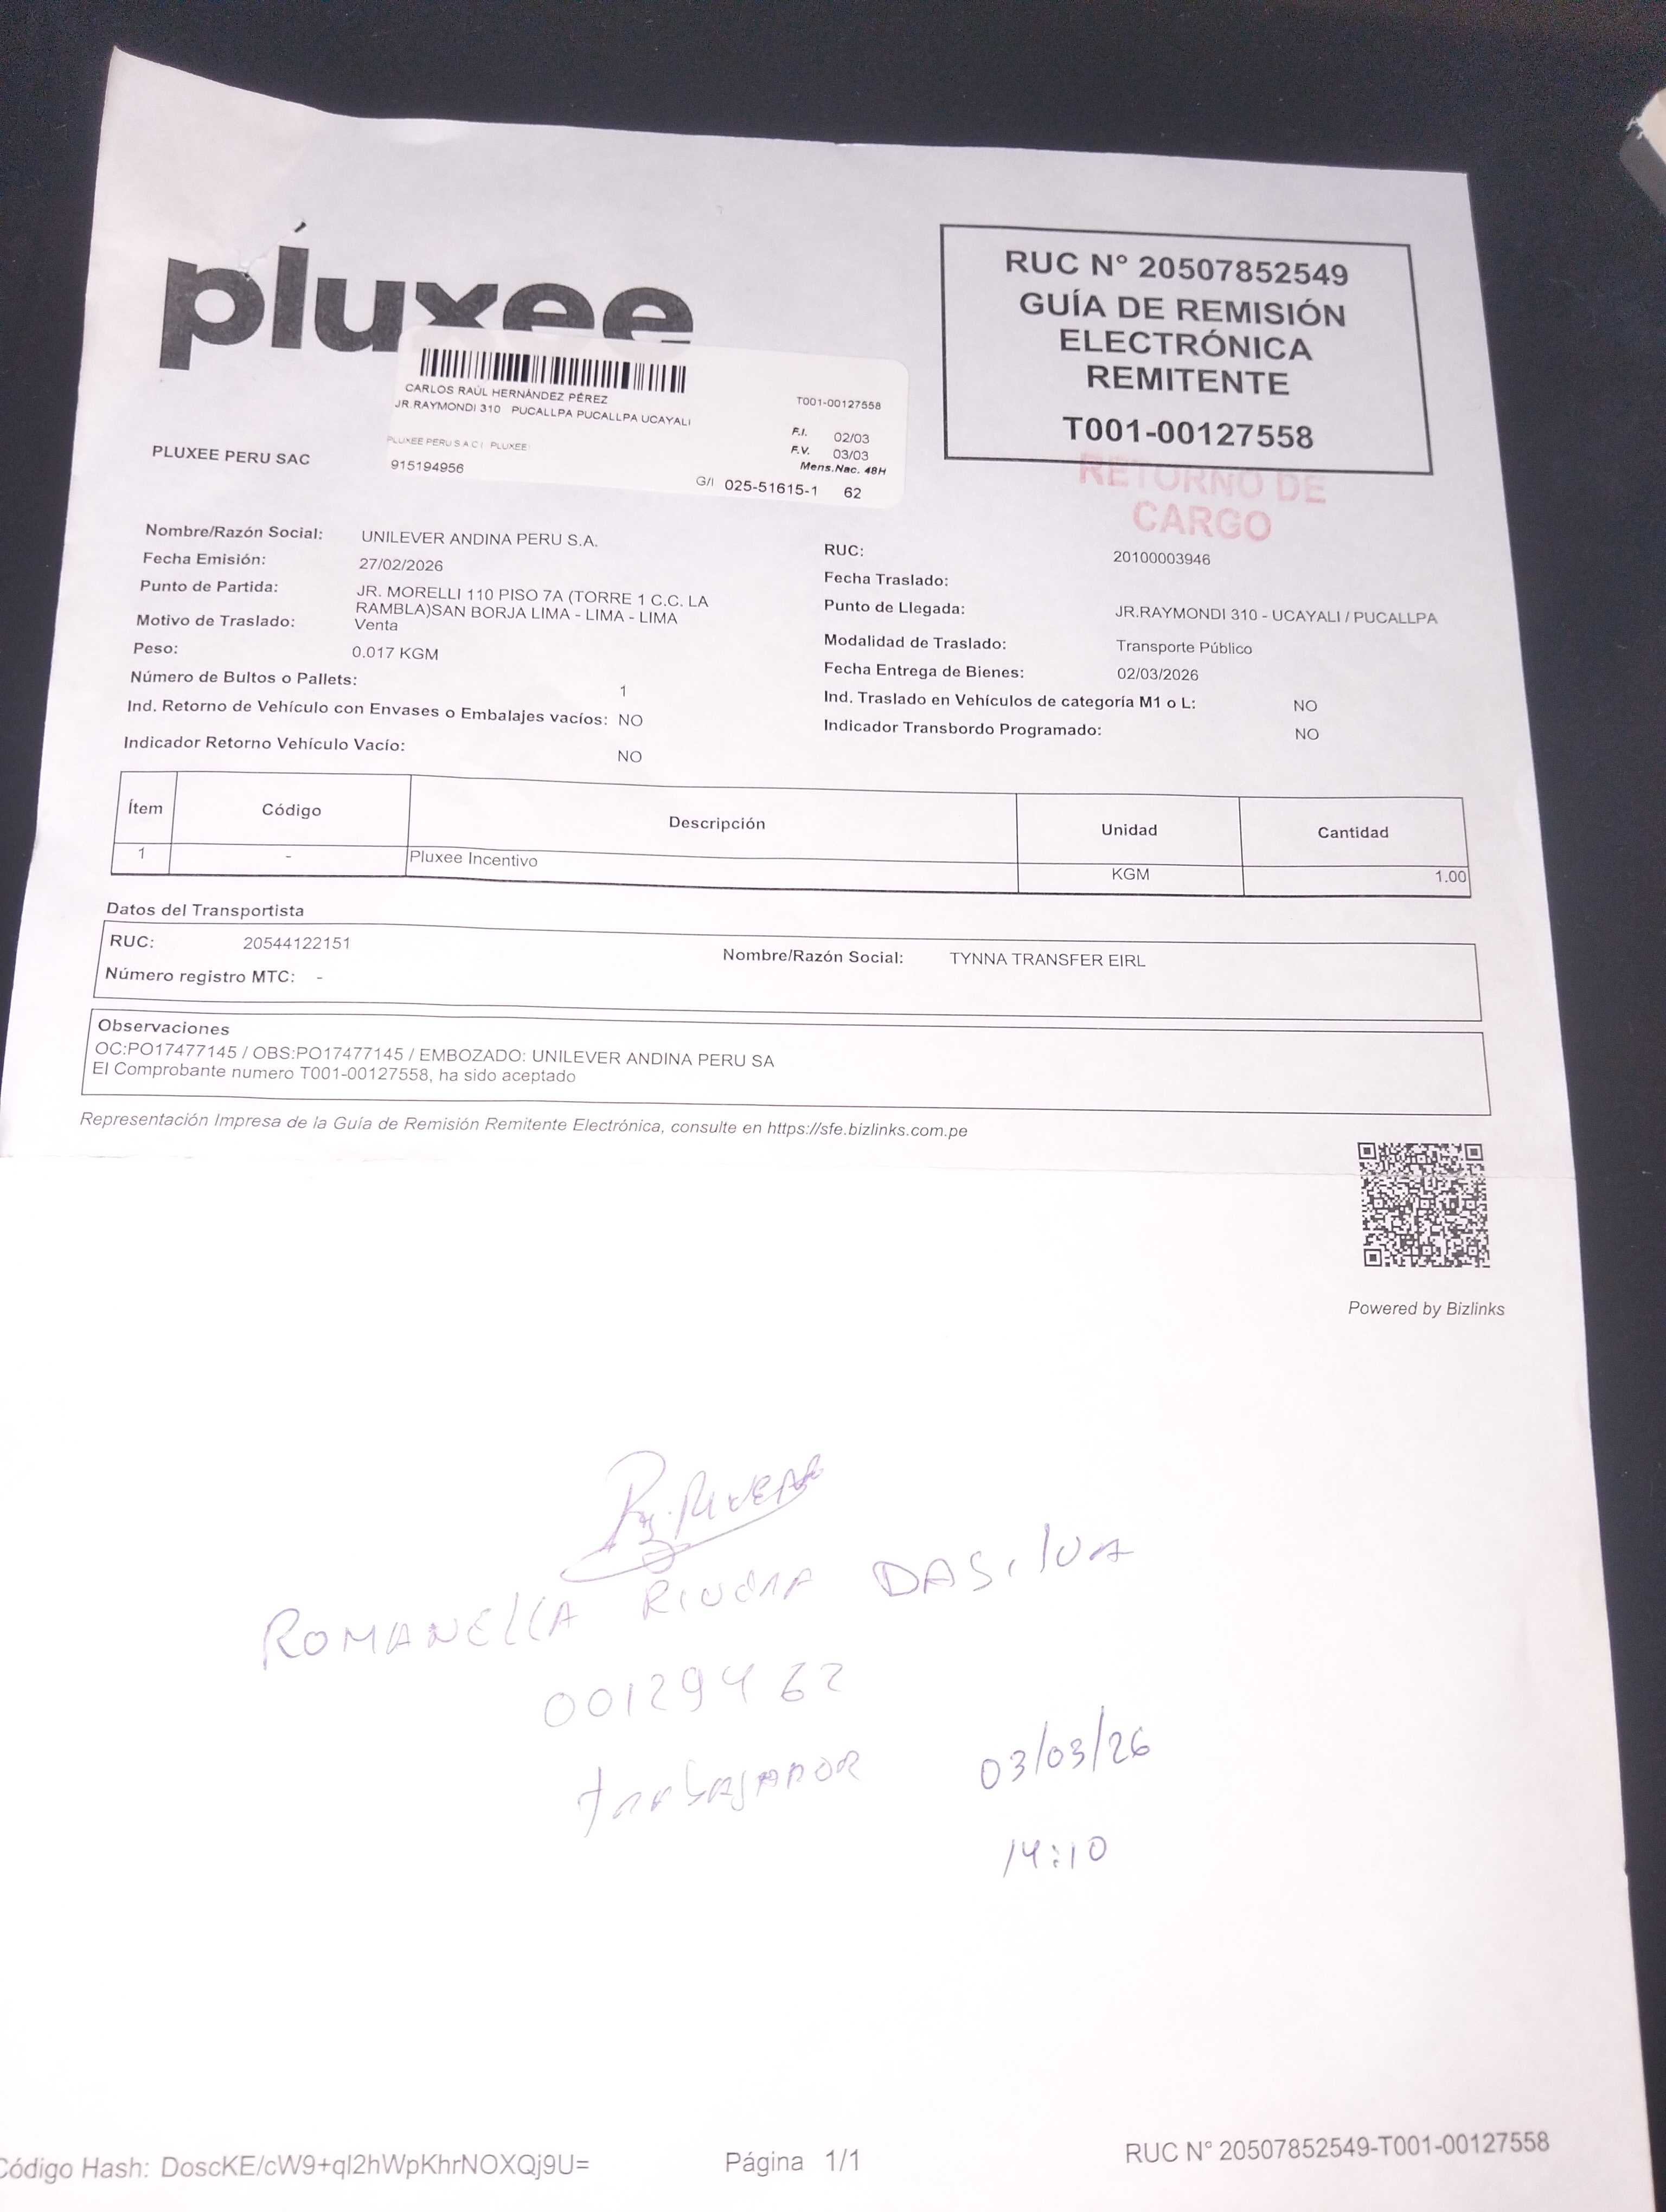 pluxee
RUC N° 20507852549
GUÍA DE REMISIÓN
ELECTRÓNICA
REMITENTE
T001-00127558
CARLOS RAÚL HERNÁNDEZ PÉREZ
JR.RAYMONDI 310 PUCALLPA PUCALLPA UCAYALI
T001-00127558
PLUXEE PERU S.A.C | PLUXEE
915194956
F.I. 02/03
F.V. 03/03
Mens.Nac. 48H
G/I 025-51615-1 62
PLUXEE PERU SAC
RETORNO DE
CARGO
Nombre/Razón Social: UNILEVER ANDINA PERU S.A.
RUC: 20100003946
Fecha Emisión: 27/02/2026
Fecha Traslado:
Punto de Partida: JR. MORELLI 110 PISO 7A (TORRE 1 C.C. LA
RAMBLA)SAN BORJA LIMA - LIMA - LIMA
Punto de Llegada: JR.RAYMONDI 310 - UCAYALI / PUCALLPA
Motivo de Traslado: Venta
Modalidad de Traslado: Transporte Público
Peso: 0.017 KGM
Fecha Entrega de Bienes: 02/03/2026
Número de Bultos o Pallets: 1
Ind. Traslado en Vehículos de categoría M1 o L: NO
Ind. Retorno de Vehículo con Envases o Embalajes vacíos: NO
Indicador Transbordo Programado: NO
Indicador Retorno Vehículo Vacío: NO
Ítem Código Descripción Unidad Cantidad
1 - Pluxee Incentivo KGM 1.00
Datos del Transportista
RUC: 20544122151 Nombre/Razón Social: TYNNA TRANSFER EIRL
Número registro MTC: -
Observaciones
OC:PO17477145 / OBS:PO17477145 / EMBOZADO: UNILEVER ANDINA PERU SA
El Comprobante numero T001-00127558, ha sido aceptado
Representación Impresa de la Guía de Remisión Remitente Electrónica, consulte en https://sfe.bizlinks.com.pe
Powered by Bizlinks
ROMANELLA RIVERA DASILVA
00129462
trabajador 03/03/26
14:10
Código Hash: DoscKE/cW9+ql2hWpKhrNOXQj9U= Página 1/1 RUC N° 20507852549-T001-00127558